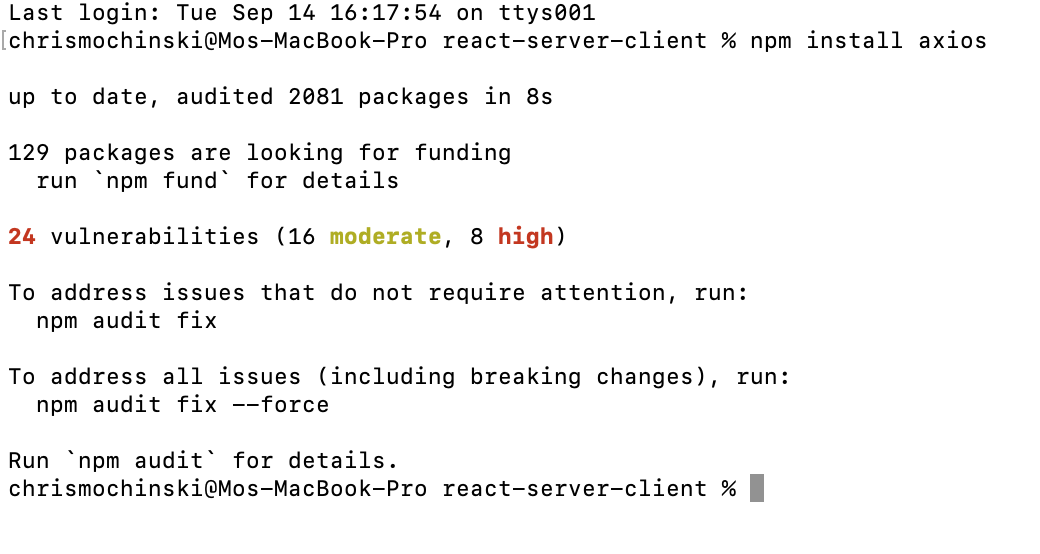 Last login: Tue Sep 14 16:17:54 on ttys001
[chrismochinski@Mos-MacBook-Pro react-server-client % npm install axios
up to date, audited 2081 packages in 8s
129 packages are looking for funding
run `npm fund` for details
24 vulnerabilities (16 moderate, 8 high)
To address issues that do not require attention, run:
npm audit fix
To address all issues (including breaking changes), run:
npm audit fix --force
Run `npm audit` for details.
chrismochinski@Mos-MacBook-Pro react-server-client %